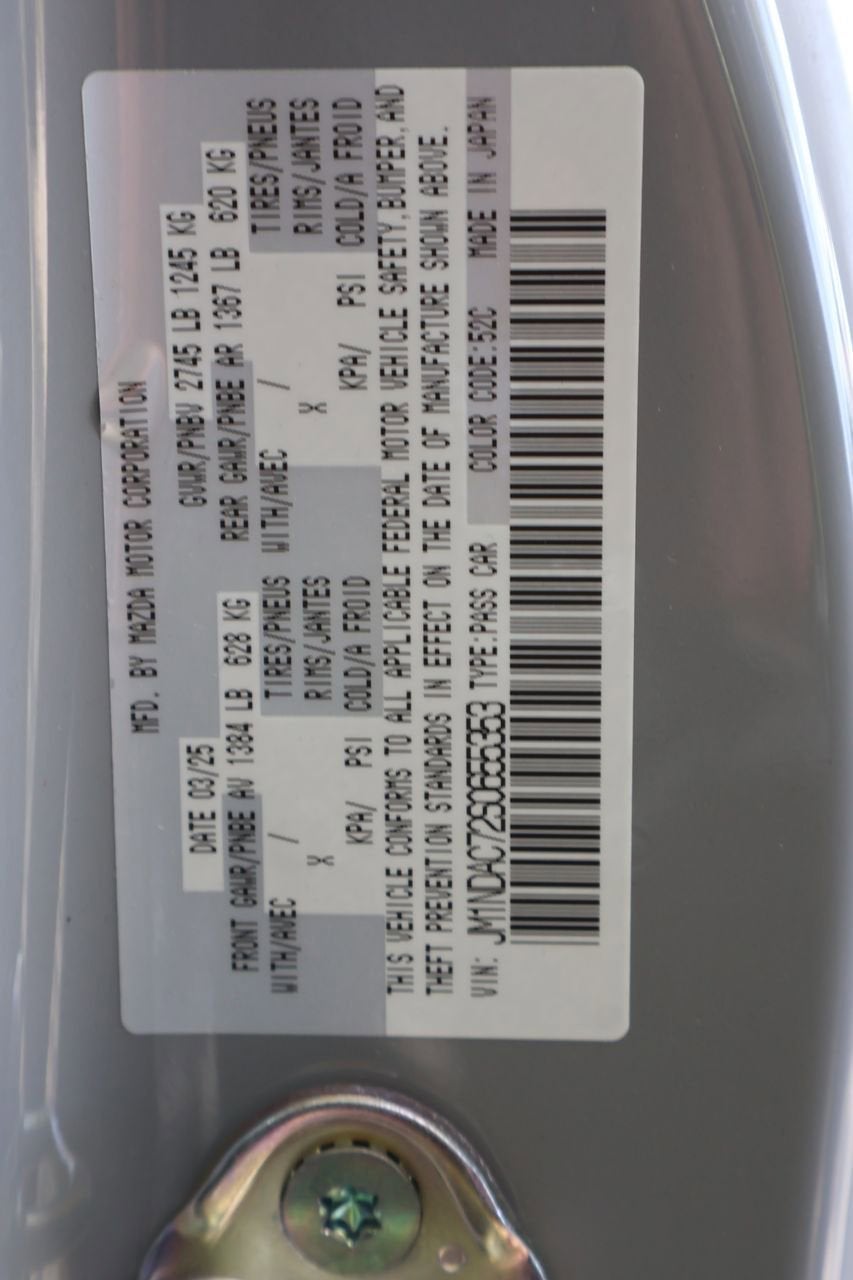 MFD. BY MAZDA MOTOR CORPORATION
DATE 03/25 GVWR/PNBV 2745 LB 1245 KG
FRONT GAWR/PNBE AV 1384 LB 628 KG REAR GAWR/PNBE AR 1367 LB 620 KG
WITH/AVEC / TIRES/PNEUS WITH/AVEC / TIRES/PNEUS
X RIMS/JANTES X RIMS/JANTES
KPA/ PSI COLD/A FROID KPA/ PSI COLD/A FROID
THIS VEHICLE CONFORMS TO ALL APPLICABLE FEDERAL MOTOR VEHICLE SAFETY,BUMPER,AND
THEFT PREVENTION STANDARDS IN EFFECT ON THE DATE OF MANUFACTURE SHOWN ABOVE.
VIN: JM1NDAC72S0655353 TYPE:PASS CAR COLOR CODE:52C MADE IN JAPAN